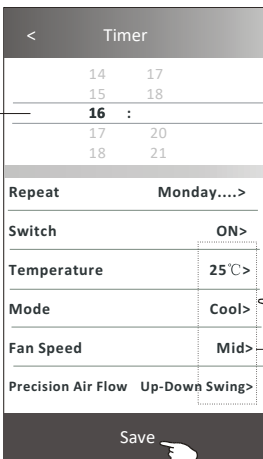 < Timer
14 17
15 18
16 :
17 20
18 21
Repeat Monday....>
Switch ON>
Temperature 25℃>
Mode Cool>
Fan Speed Mid>
Precision Air Flow Up-Down Swing>
Save